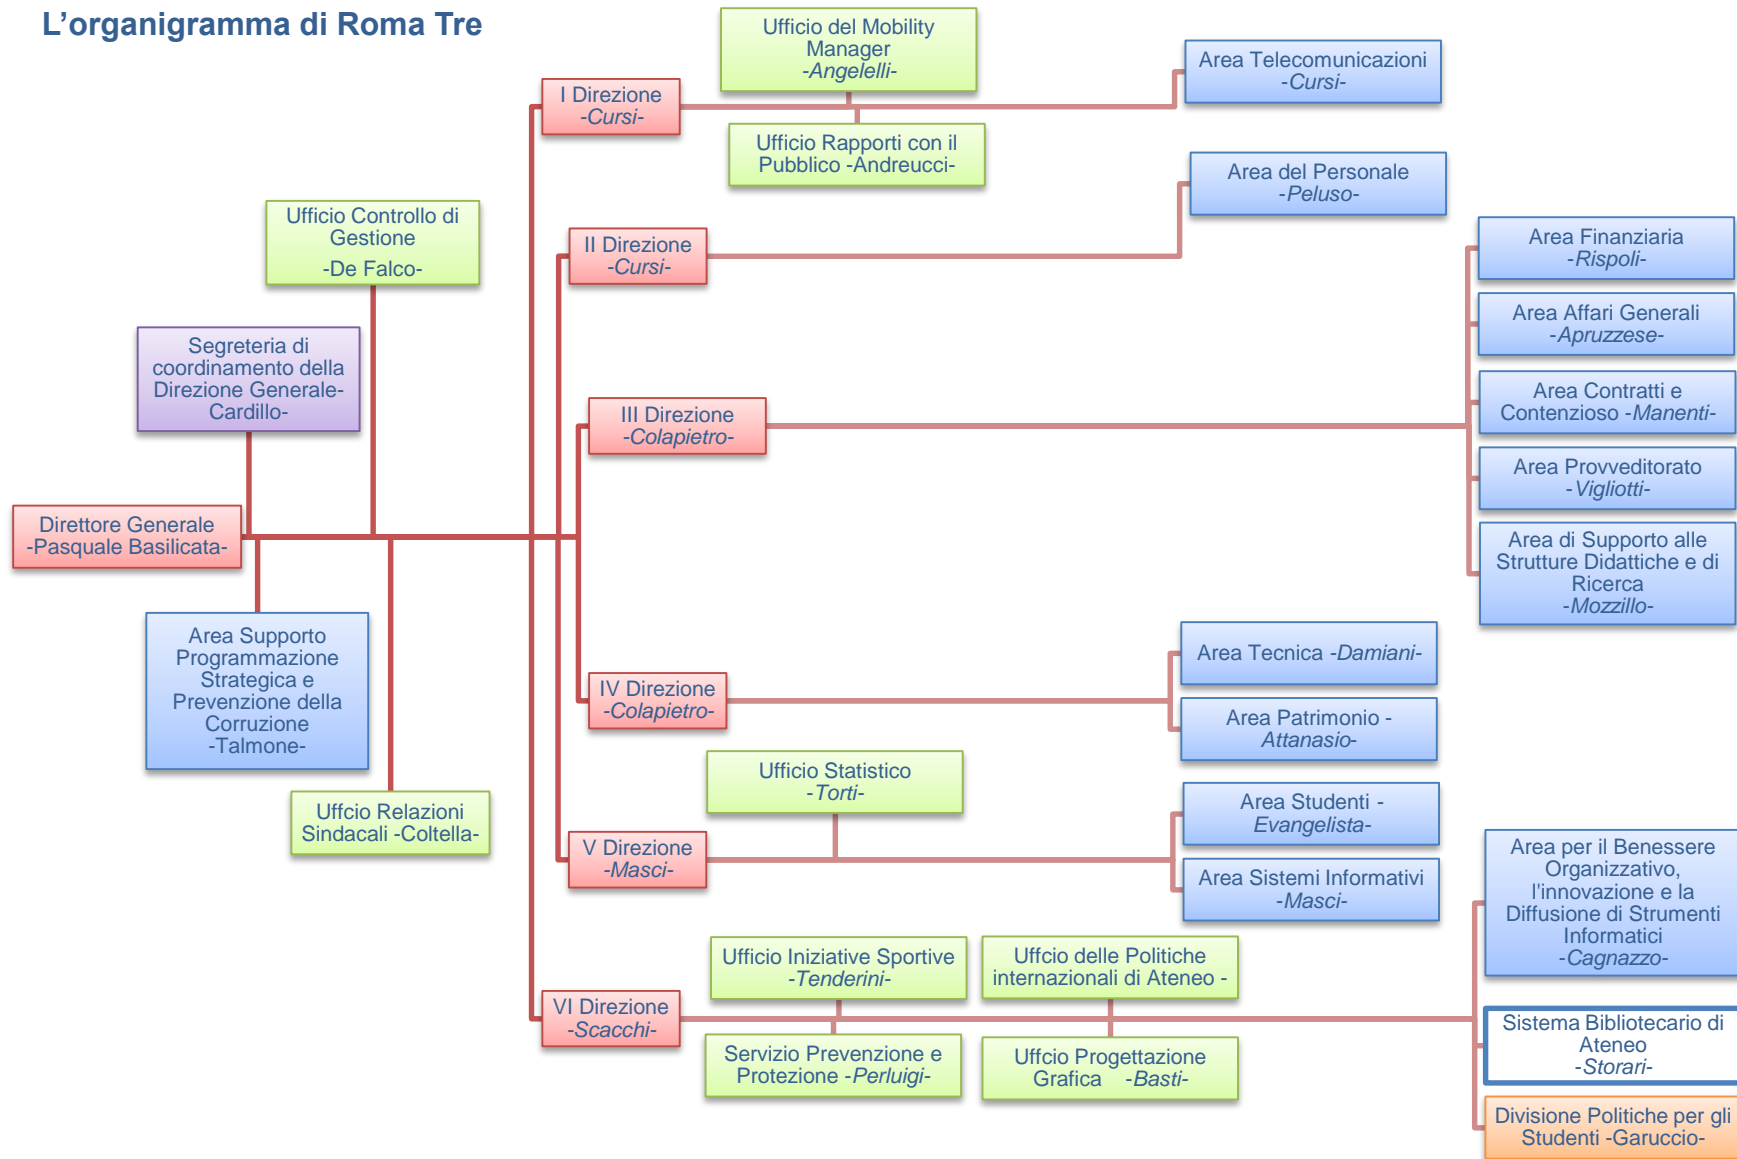 L'organigramma di Roma Tre
Ufficio del Mobility
Manager
-Angelelli-
Area Telecomunicazioni
-Cursi-
I Direzione
-Cursi-
Ufficio Rapporti con il
Pubblico -Andreucci-
Area del Personale
-Peluso-
Ufficio Controllo di
Gestione
-De Falco-
II Direzione
-Cursi-
Area Finanziaria
-Rispoli-
Area Affari Generali
-Apruzzese-
Segreteria di
coordinamento della
Direzione Generale-
Cardillo-
III Direzione
-Colapietro-
Area Contratti e
Contenzioso -Manenti-
Area Provveditorato
-Vigliotti-
Direttore Generale
-Pasquale Basilicata-
Area di Supporto alle
Strutture Didattiche e di
Ricerca
-Mozzillo-
Area Supporto
Programmazione
Strategica e
Prevenzione della
Corruzione
-Talmone-
IV Direzione
-Colapietro-
Area Tecnica -Damiani-
Area Patrimonio -
Attanasio-
Uffcio Relazioni
Sindacali -Coltella-
Ufficio Statistico
-Torti-
V Direzione
-Masci-
Area Studenti -
Evangelista-
Area Sistemi Informativi
-Masci-
Area per il Benessere
Organizzativo,
l'innovazione e la
Diffusione di Strumenti
Informatici
-Cagnazzo-
Ufficio Iniziative Sportive
-Tenderini-
Uffcio delle Politiche
internazionali di Ateneo -
VI Direzione
-Scacchi-
Servizio Prevenzione e
Protezione -Perluigi-
Uffcio Progettazione
Grafica -Basti-
Sistema Bibliotecario di
Ateneo
-Storari-
Divisione Politiche per gli
Studenti -Garuccio-